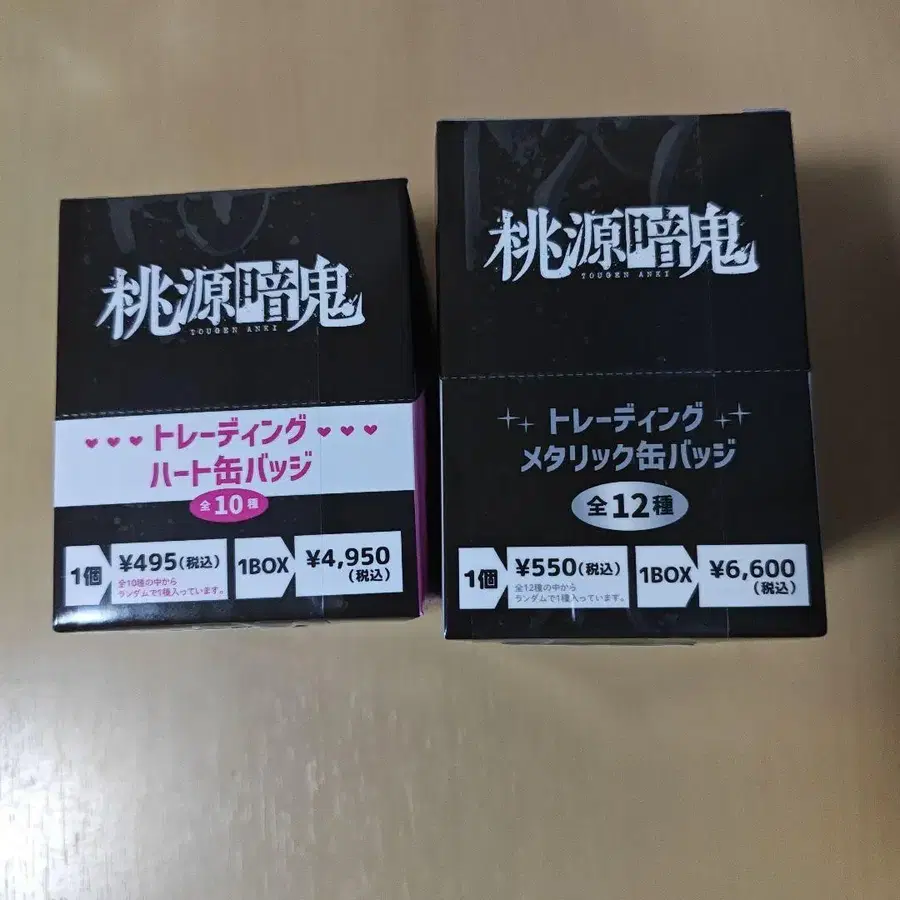 桃源暗鬼
TOUGEN ANKI
♥♥♥トレーディング♥♥♥
ハート缶バッジ
全10種
1個
¥495(税込)
全10種の中から
ランダムで1種入っています。
1BOX
¥4,950
(税込)
桃源暗鬼
TOUGEN ANKI
トレーディング
メタリック缶バッジ
全12種
1個
¥550(税込)
全12種の中から
ランダムで1種入っています。
1BOX
¥6,600
(税込)